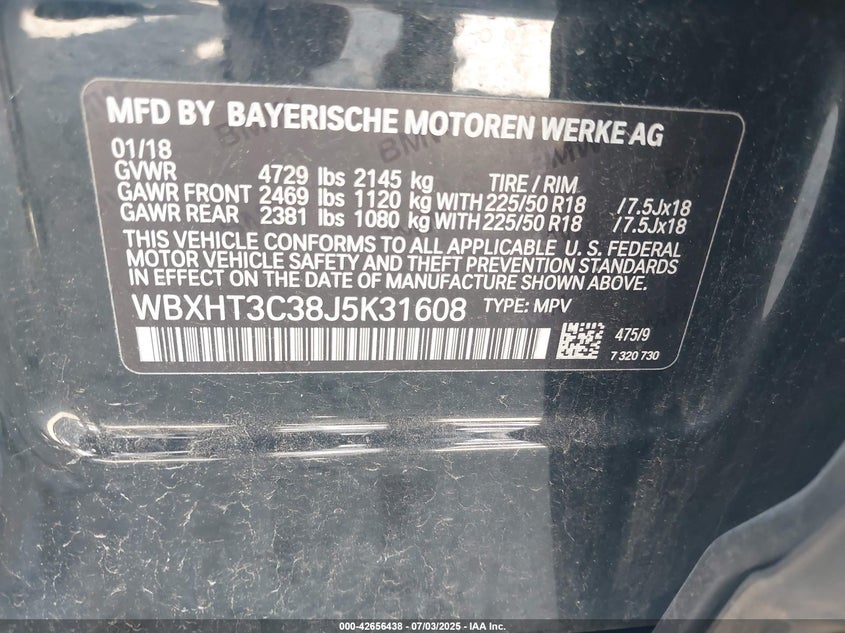 MFD BY BAYERISCHE MOTOREN WERKE AG
01/18
GVWR 4729 lbs 2145 kg TIRE / RIM
GAWR FRONT 2469 lbs 1120 kg WITH 225/50 R18 /7.5Jx18
GAWR REAR 2381 lbs 1080 kg WITH 225/50 R18 /7.5Jx18
THIS VEHICLE CONFORMS TO ALL APPLICABLE U. S. FEDERAL
MOTOR VEHICLE SAFETY AND THEFT PREVENTION STANDARDS
IN EFFECT ON THE DATE OF MANUFACTURE SHOWN ABOVE.
WBXHT3C38J5K31608 TYPE: MPV
475/9
7 320 730
000-42656438 - 07/03/2025 - IAA Inc.